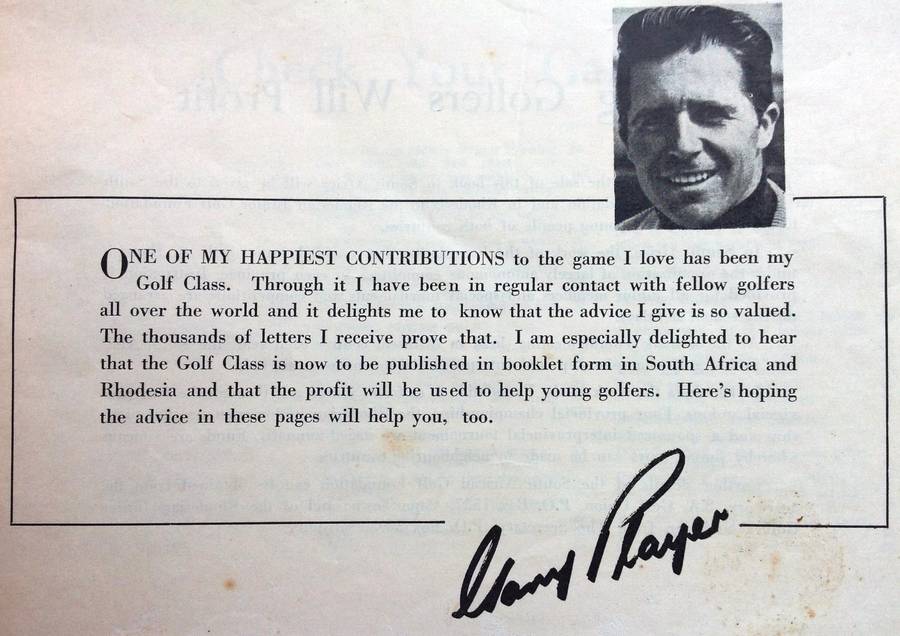 Golfers Will Profit
ONE OF MY HAPPIEST CONTRIBUTIONS to the game I love has been my
Golf Class. Through it I have been in regular contact with fellow golfers
all over the world and it delights me to know that the advice I give is so valued.
The thousands of letters I receive prove that. I am especially delighted to hear
that the Golf Class is now to be published in booklet form in South Africa and
Rhodesia and that the profit will be used to help young golfers. Here's hoping
the advice in these pages will help you, too.
Gary Player